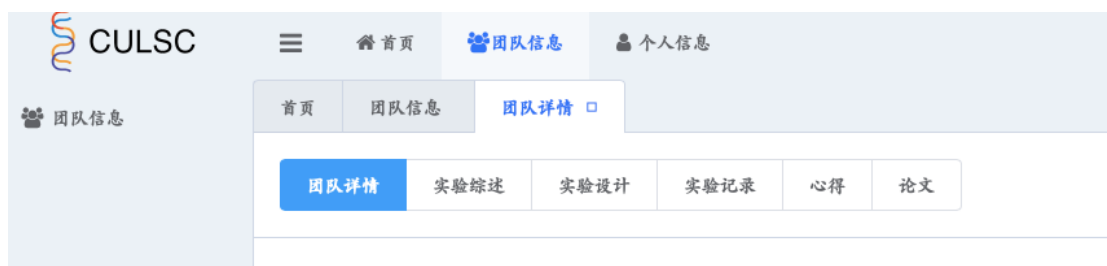 CULSC
首页 团队信息 个人信息
团队信息
首页 团队信息 团队详情
团队详情 实验综述 实验设计 实验记录 心得 论文